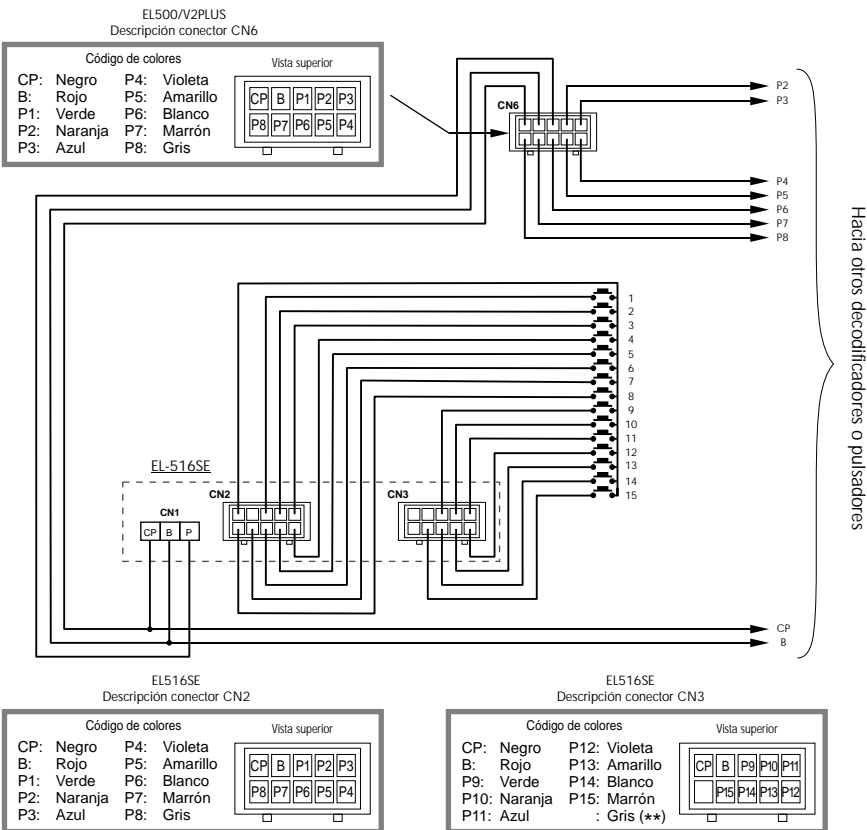 EL500/V2PLUS
Descripción conector CN6
Código de colores
Vista superior
CP: Negro P4: Violeta
B: Rojo P5: Amarillo
P1: Verde P6: Blanco
P2: Naranja P7: Marrón
P3: Azul P8: Gris
CP B P1 P2 P3
P8 P7 P6 P5 P4
CN6
P2
P3
P4
P5
P6
P7
P8
Hacia otros decodificadores o pulsadores
1
2
3
4
5
6
7
8
9
10
11
12
13
14
15
EL-516SE
CN1
CP B P
CN2
CN3
CP
B
EL516SE
Descripción conector CN2
Código de colores
Vista superior
CP: Negro P4: Violeta
B: Rojo P5: Amarillo
P1: Verde P6: Blanco
P2: Naranja P7: Marrón
P3: Azul P8: Gris
CP B P1 P2 P3
P8 P7 P6 P5 P4
EL516SE
Descripción conector CN3
Código de colores
Vista superior
CP: Negro P12: Violeta
B: Rojo P13: Amarillo
P9: Verde P14: Blanco
P10: Naranja P15: Marrón
P11: Azul : Gris (**)
CP B P9 P10 P11
P15 P14 P13 P12